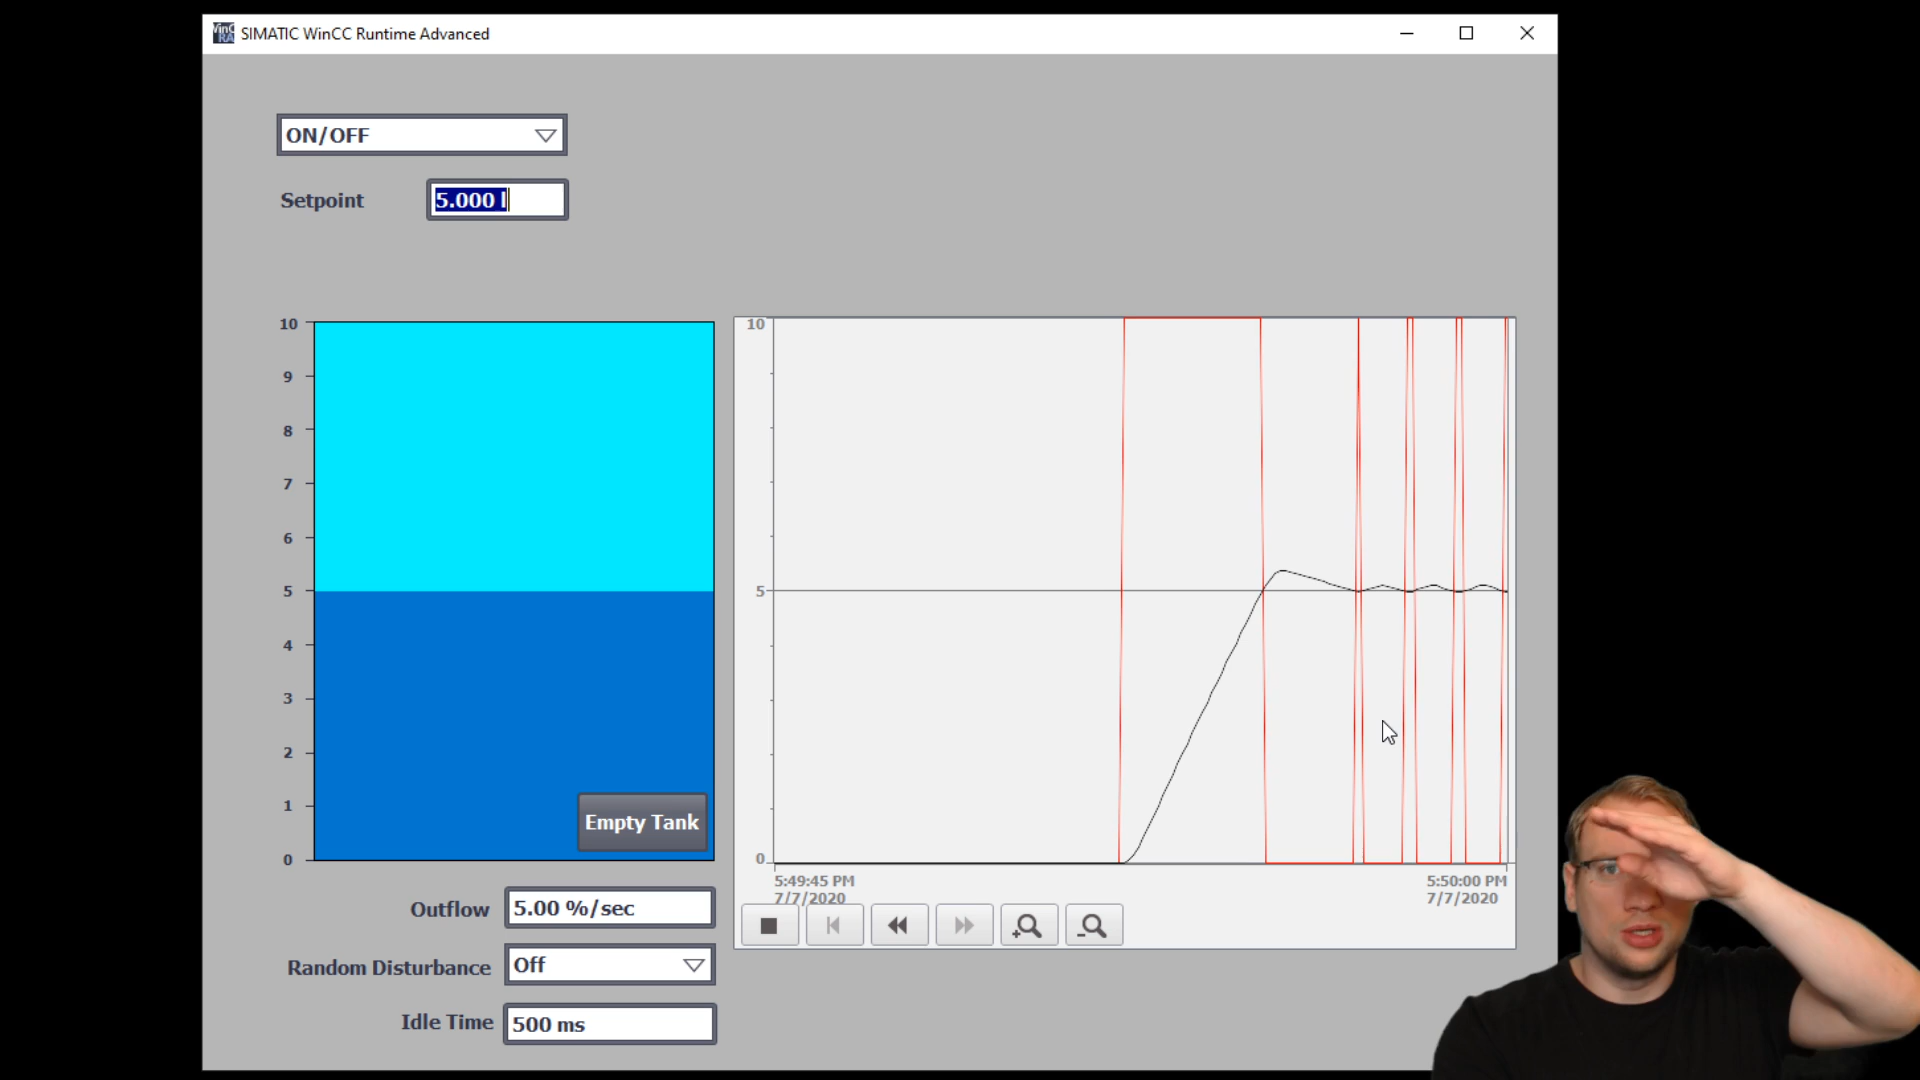 SIMATIC WinCC Runtime Advanced
ON/OFF
Setpoint
5.000 l
10
9
8
7
6
5
4
3
2
1
0
Empty Tank
10
5
0
5:49:45 PM
7/7/2020
5:50:00 PM
7/7/2020
Outflow
5.00 %/sec
Random Disturbance
Off
Idle Time
500 ms